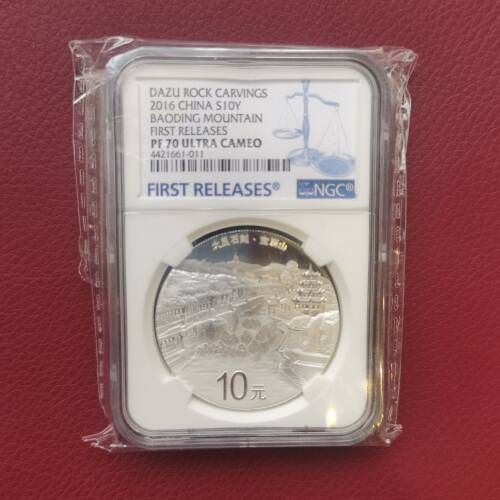 DAZU ROCK CARVINGS
2016 CHINA S10Y
BAODING MOUNTAIN
FIRST RELEASES
PF 70 ULTRA CAMEO
4421661-011
FIRST RELEASES®
NGC®
大足石刻·宝顶山
10元